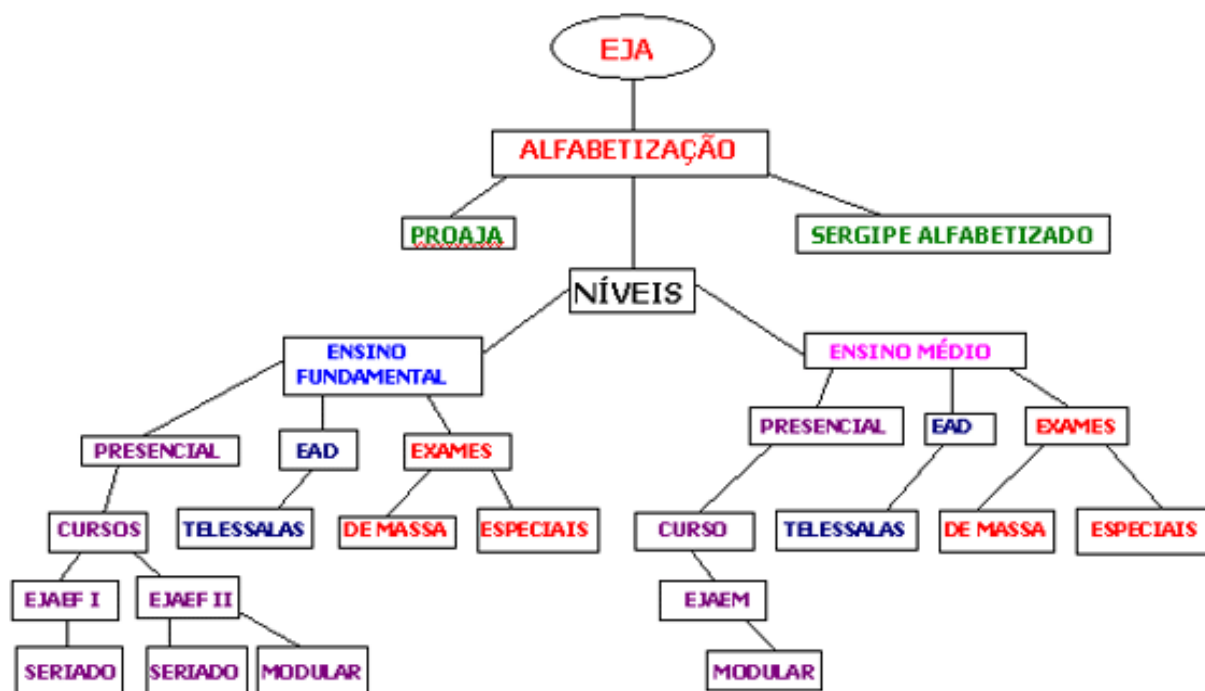 EJA
ALFABETIZAÇÃO
PROAJA
SERGIPE ALFABETIZADO
NÍVEIS
ENSINO
FUNDAMENTAL
ENSINO MÉDIO
PRESENCIAL
EAD
EXAMES
PRESENCIAL
EAD
EXAMES
CURSOS
TELESSALAS
DE MASSA
ESPECIAIS
CURSO
TELESSALAS
DE MASSA
ESPECIAIS
EJAEF I
EJAEF II
EJAEM
SERIADO
SERIADO
MODULAR
MODULAR